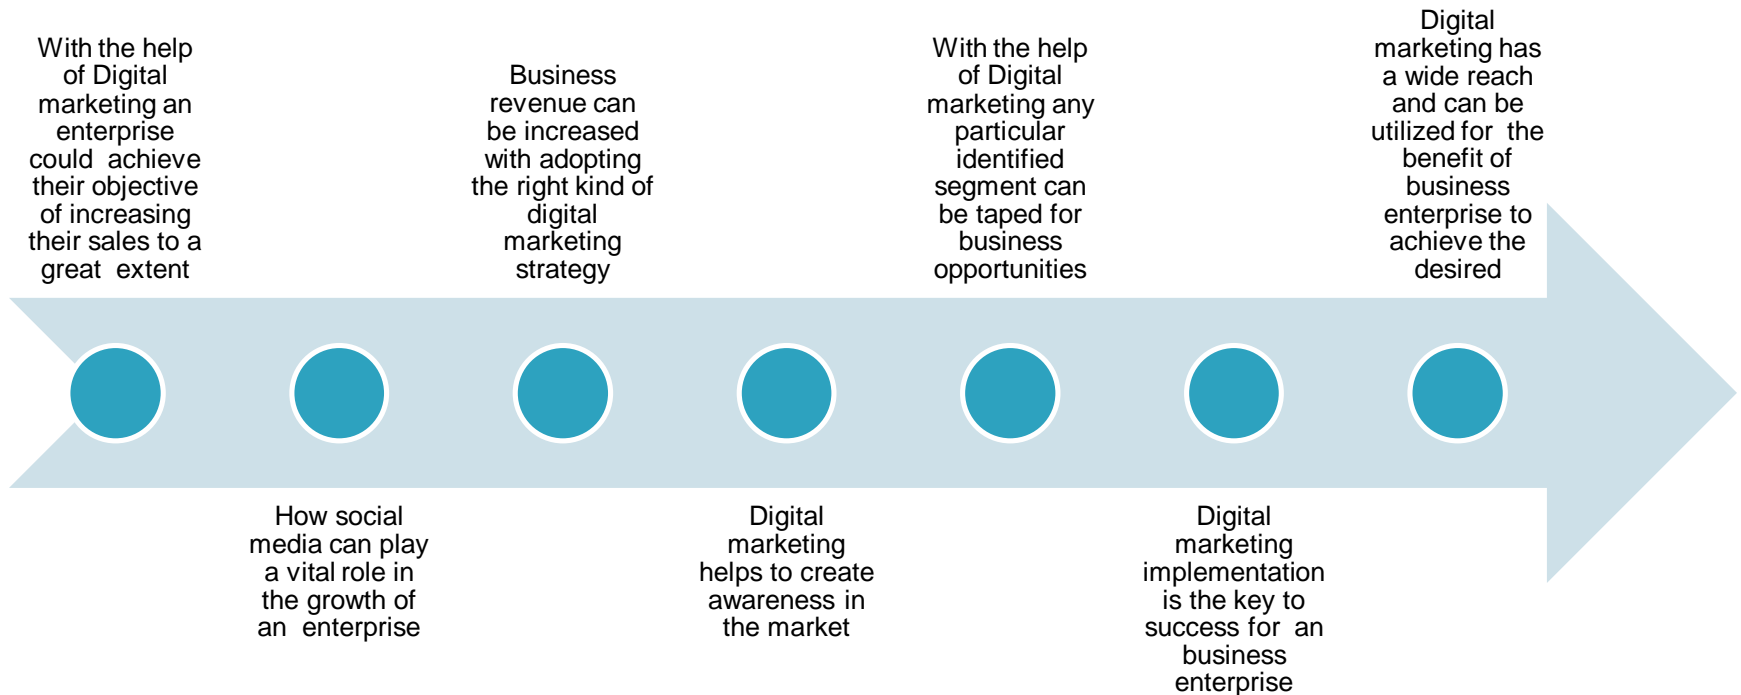 With the help
of Digital
marketing an
enterprise
could achieve
their objective
of increasing
their sales to a
great extent
How social
media can play
a vital role in
the growth of
an enterprise
Business
revenue can
be increased
with adopting
the right kind of
digital
marketing
strategy
Digital
marketing
helps to create
awareness in
the market
With the help
of Digital
marketing any
particular
identified
segment can
be taped for
business
opportunities
Digital
marketing
implementation
is the key to
success for an
business
enterprise
Digital
marketing has
a wide reach
and can be
utilized for the
benefit of
business
enterprise to
achieve the
desired